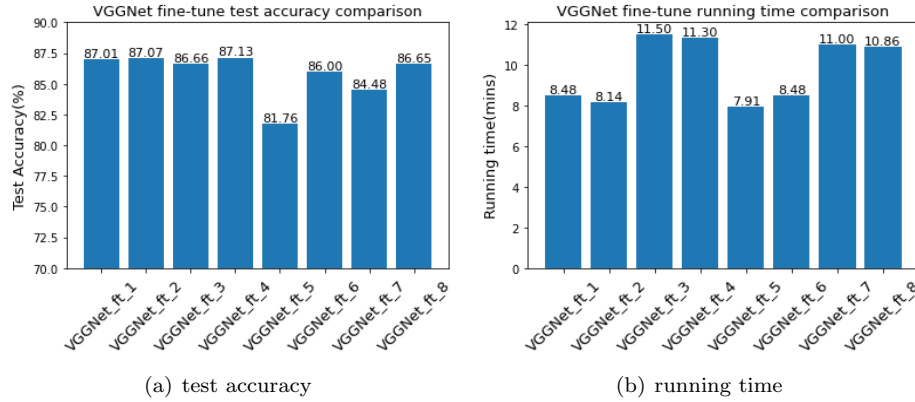 VGGNet fine-tune test accuracy comparison
90.0
87.5
85.0
82.5
80.0
77.5
75.0
72.5
70.0
Test Accuracy(%)
87.01
87.07
86.66
87.13
81.76
86.00
84.48
86.65
VGGNet_ft_1
VGGNet_ft_2
VGGNet_ft_3
VGGNet_ft_4
VGGNet_ft_5
VGGNet_ft_6
VGGNet_ft_7
VGGNet_ft_8
(a) test accuracy
VGGNet fine-tune running time comparison
12
10
8
6
4
2
0
Running time(mins)
8.48
8.14
11.50
11.30
7.91
8.48
11.00
10.86
VGGNet_ft_1
VGGNet_ft_2
VGGNet_ft_3
VGGNet_ft_4
VGGNet_ft_5
VGGNet_ft_6
VGGNet_ft_7
VGGNet_ft_8
(b) running time